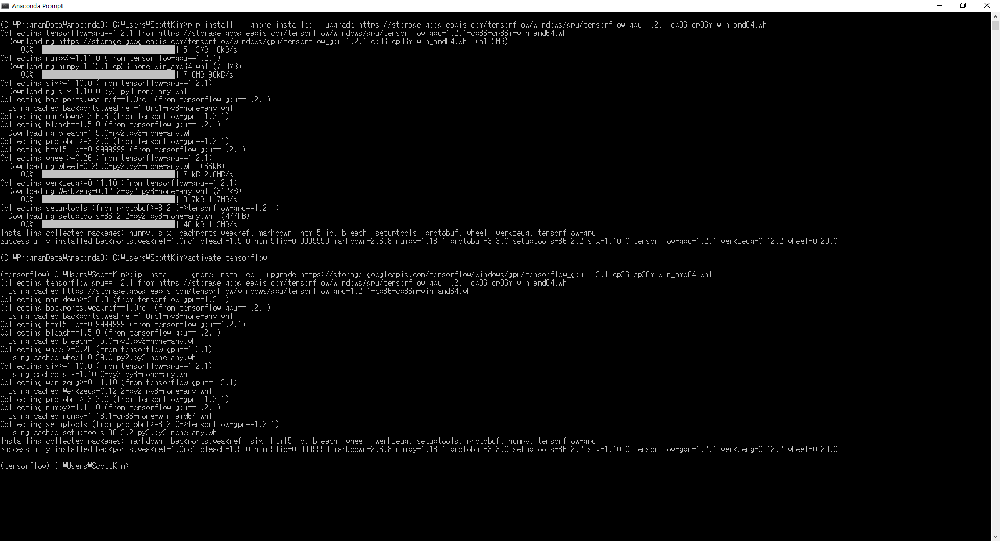 Anaconda Prompt
(D:₩ProgramData₩Anaconda3) C:₩Users₩ScottKim>pip install --ignore-installed --upgrade https://storage.googleapis.com/tensorflow/windows/gpu/tensorflow_gpu-1.2.1-cp36-cp36m-win_amd64.whl
Collecting tensorflow-gpu==1.2.1 from https://storage.googleapis.com/tensorflow/windows/gpu/tensorflow_gpu-1.2.1-cp36-cp36m-win_amd64.whl
  Downloading https://storage.googleapis.com/tensorflow/windows/gpu/tensorflow_gpu-1.2.1-cp36-cp36m-win_amd64.whl (51.3MB)
    100% |                                | 51.3MB 16kB/s
Collecting numpy>=1.11.0 (from tensorflow-gpu==1.2.1)
  Downloading numpy-1.13.1-cp36-none-win_amd64.whl (7.8MB)
    100% |                                | 7.8MB 96kB/s
Collecting six>=1.10.0 (from tensorflow-gpu==1.2.1)
  Downloading six-1.10.0-py2.py3-none-any.whl
Collecting backports.weakref==1.0rc1 (from tensorflow-gpu==1.2.1)
  Using cached backports.weakref-1.0rc1-py3-none-any.whl
Collecting markdown>=2.6.8 (from tensorflow-gpu==1.2.1)
Collecting bleach==1.5.0 (from tensorflow-gpu==1.2.1)
  Downloading bleach-1.5.0-py2.py3-none-any.whl
Collecting protobuf>=3.2.0 (from tensorflow-gpu==1.2.1)
Collecting html5lib==0.9999999 (from tensorflow-gpu==1.2.1)
Collecting wheel>=0.26 (from tensorflow-gpu==1.2.1)
  Downloading wheel-0.29.0-py2.py3-none-any.whl (66kB)
    100% |                                | 71kB 2.8MB/s
Collecting werkzeug>=0.11.10 (from tensorflow-gpu==1.2.1)
  Downloading Werkzeug-0.12.2-py2.py3-none-any.whl (312kB)
    100% |                                | 317kB 1.7MB/s
Collecting setuptools (from protobuf>=3.2.0->tensorflow-gpu==1.2.1)
  Downloading setuptools-36.2.2-py2.py3-none-any.whl (477kB)
    100% |                                | 481kB 1.3MB/s
Installing collected packages: numpy, six, backports.weakref, markdown, html5lib, bleach, setuptools, protobuf, wheel, werkzeug, tensorflow-gpu
Successfully installed backports.weakref-1.0rc1 bleach-1.5.0 html5lib-0.9999999 markdown-2.6.8 numpy-1.13.1 protobuf-3.3.0 setuptools-36.2.2 six-1.10.0 tensorflow-gpu-1.2.1 werkzeug-0.12.2 wheel-0.29.0
(D:₩ProgramData₩Anaconda3) C:₩Users₩ScottKim>activate tensorflow
(tensorflow) C:₩Users₩ScottKim>pip install --ignore-installed --upgrade https://storage.googleapis.com/tensorflow/windows/gpu/tensorflow_gpu-1.2.1-cp36-cp36m-win_amd64.whl
Collecting tensorflow-gpu==1.2.1 from https://storage.googleapis.com/tensorflow/windows/gpu/tensorflow_gpu-1.2.1-cp36-cp36m-win_amd64.whl
  Using cached https://storage.googleapis.com/tensorflow/windows/gpu/tensorflow_gpu-1.2.1-cp36-cp36m-win_amd64.whl
Collecting markdown>=2.6.8 (from tensorflow-gpu==1.2.1)
Collecting backports.weakref==1.0rc1 (from tensorflow-gpu==1.2.1)
  Using cached backports.weakref-1.0rc1-py3-none-any.whl
Collecting html5lib==0.9999999 (from tensorflow-gpu==1.2.1)
Collecting bleach==1.5.0 (from tensorflow-gpu==1.2.1)
  Using cached bleach-1.5.0-py2.py3-none-any.whl
Collecting wheel>=0.26 (from tensorflow-gpu==1.2.1)
  Using cached wheel-0.29.0-py2.py3-none-any.whl
Collecting six>=1.10.0 (from tensorflow-gpu==1.2.1)
  Using cached six-1.10.0-py2.py3-none-any.whl
Collecting werkzeug>=0.11.10 (from tensorflow-gpu==1.2.1)
  Using cached Werkzeug-0.12.2-py2.py3-none-any.whl
Collecting protobuf>=3.2.0 (from tensorflow-gpu==1.2.1)
Collecting numpy>=1.11.0 (from tensorflow-gpu==1.2.1)
  Using cached numpy-1.13.1-cp36-none-win_amd64.whl
Collecting setuptools (from protobuf>=3.2.0->tensorflow-gpu==1.2.1)
  Using cached setuptools-36.2.2-py2.py3-none-any.whl
Installing collected packages: markdown, backports.weakref, six, html5lib, bleach, wheel, werkzeug, setuptools, protobuf, numpy, tensorflow-gpu
Successfully installed backports.weakref-1.0rc1 bleach-1.5.0 html5lib-0.9999999 markdown-2.6.8 numpy-1.13.1 protobuf-3.3.0 setuptools-36.2.2 six-1.10.0 tensorflow-gpu-1.2.1 werkzeug-0.12.2 wheel-0.29.0
(tensorflow) C:₩Users₩ScottKim>